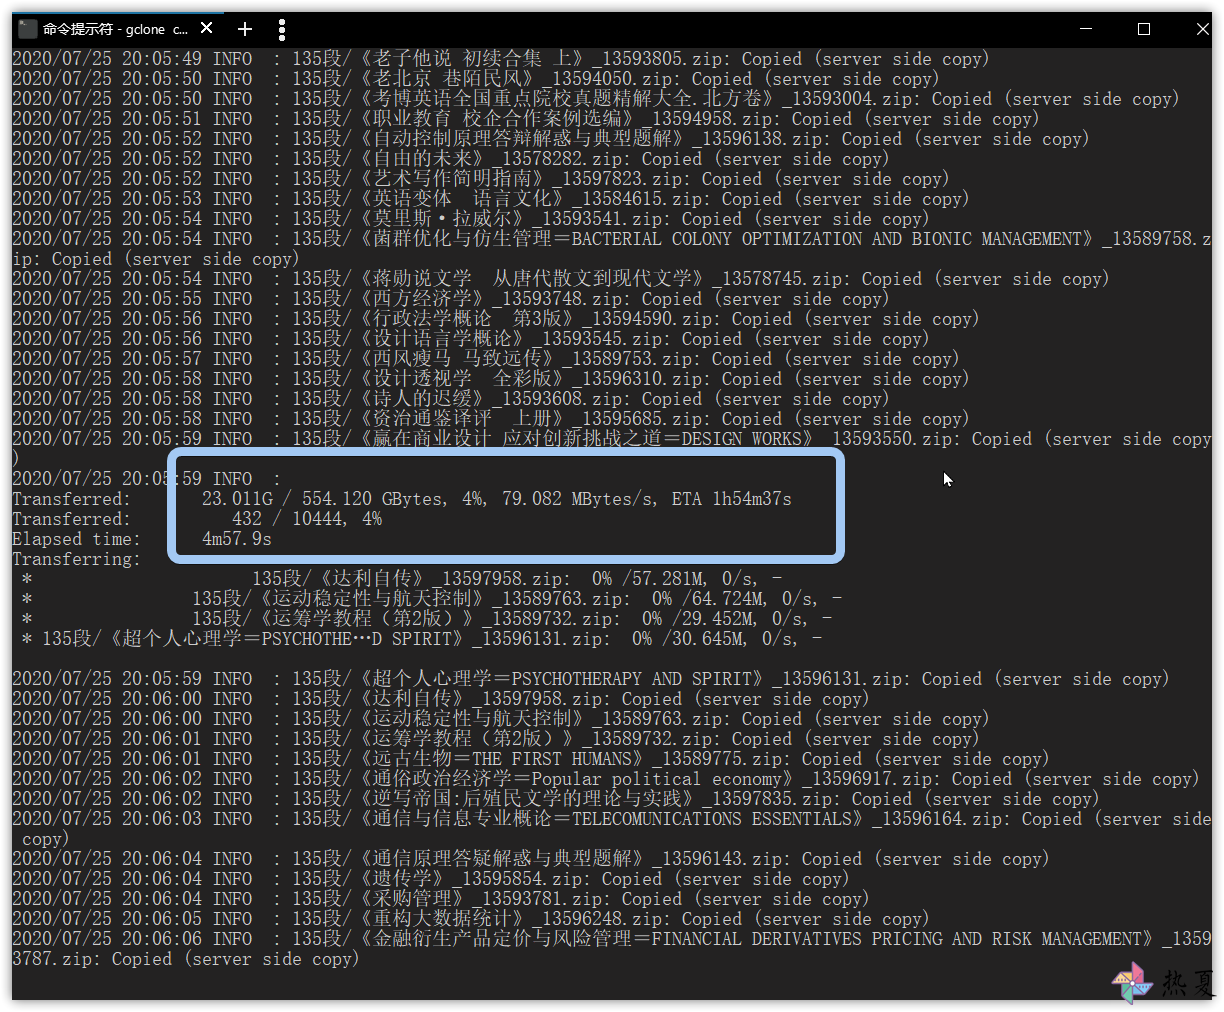 命令提示符 - gclone c...
2020/07/25 20:05:49 INFO  : 135段/《老子他说 初续合集 上》_13593805.zip: Copied (server side copy)
2020/07/25 20:05:50 INFO  : 135段/《老北京 巷陌民风》_13594050.zip: Copied (server side copy)
2020/07/25 20:05:50 INFO  : 135段/《考博英语全国重点院校真题精解大全.北方卷》_13593004.zip: Copied (server side copy)
2020/07/25 20:05:51 INFO  : 135段/《职业教育 校企合作案例选编》_13594958.zip: Copied (server side copy)
2020/07/25 20:05:52 INFO  : 135段/《自动控制原理答辩解惑与典型题解》_13596138.zip: Copied (server side copy)
2020/07/25 20:05:52 INFO  : 135段/《自由的未来》_13578282.zip: Copied (server side copy)
2020/07/25 20:05:52 INFO  : 135段/《艺术写作简明指南》_13597823.zip: Copied (server side copy)
2020/07/25 20:05:53 INFO  : 135段/《英语变体  语言文化》_13584615.zip: Copied (server side copy)
2020/07/25 20:05:54 INFO  : 135段/《莫里斯·拉威尔》_13593541.zip: Copied (server side copy)
2020/07/25 20:05:54 INFO  : 135段/《菌群优化与仿生管理＝BACTERIAL COLONY OPTIMIZATION AND BIONIC MANAGEMENT》_13589758.z
ip: Copied (server side copy)
2020/07/25 20:05:54 INFO  : 135段/《蒋勋说文学  从唐代散文到现代文学》_13578745.zip: Copied (server side copy)
2020/07/25 20:05:55 INFO  : 135段/《西方经济学》_13593748.zip: Copied (server side copy)
2020/07/25 20:05:56 INFO  : 135段/《行政法学概论  第3版》_13594590.zip: Copied (server side copy)
2020/07/25 20:05:56 INFO  : 135段/《设计语言学概论》_13593545.zip: Copied (server side copy)
2020/07/25 20:05:57 INFO  : 135段/《西风瘦马 马致远传》_13589753.zip: Copied (server side copy)
2020/07/25 20:05:58 INFO  : 135段/《设计透视学  全彩版》_13596310.zip: Copied (server side copy)
2020/07/25 20:05:58 INFO  : 135段/《诗人的迟缓》_13593608.zip: Copied (server side copy)
2020/07/25 20:05:58 INFO  : 135段/《资治通鉴译评  上册》_13595685.zip: Copied (server side copy)
2020/07/25 20:05:59 INFO  : 135段/《赢在商业设计 应对创新挑战之道＝DESIGN WORKS》_13593550.zip: Copied (server side copy
)
2020/07/25 20:05:59 INFO  :
Transferred:       23.011G / 554.120 GBytes, 4%, 79.082 MBytes/s, ETA 1h54m37s
Transferred:          432 / 10444, 4%
Elapsed time:      4m57.9s
Transferring:
 *                      135段/《达利自传》_13597958.zip:  0% /57.281M, 0/s, -
 *                135段/《运动稳定性与航天控制》_13589763.zip:  0% /64.724M, 0/s, -
 *                135段/《运筹学教程（第2版）》_13589732.zip:  0% /29.452M, 0/s, -
 * 135段/《超个人心理学＝PSYCHOTHE…D SPIRIT》_13596131.zip:  0% /30.645M, 0/s, -
2020/07/25 20:05:59 INFO  : 135段/《超个人心理学＝PSYCHOTHERAPY AND SPIRIT》_13596131.zip: Copied (server side copy)
2020/07/25 20:06:00 INFO  : 135段/《达利自传》_13597958.zip: Copied (server side copy)
2020/07/25 20:06:00 INFO  : 135段/《运动稳定性与航天控制》_13589763.zip: Copied (server side copy)
2020/07/25 20:06:01 INFO  : 135段/《运筹学教程（第2版）》_13589732.zip: Copied (server side copy)
2020/07/25 20:06:01 INFO  : 135段/《远古生物＝THE FIRST HUMANS》_13589775.zip: Copied (server side copy)
2020/07/25 20:06:02 INFO  : 135段/《通俗政治经济学＝Popular political economy》_13596917.zip: Copied (server side copy)
2020/07/25 20:06:02 INFO  : 135段/《逆写帝国:后殖民文学的理论与实践》_13597835.zip: Copied (server side copy)
2020/07/25 20:06:03 INFO  : 135段/《通信与信息专业概论＝TELECOMUNICATIONS ESSENTIALS》_13596164.zip: Copied (server side
 copy)
2020/07/25 20:06:04 INFO  : 135段/《通信原理答疑解惑与典型题解》_13596143.zip: Copied (server side copy)
2020/07/25 20:06:04 INFO  : 135段/《遗传学》_13595854.zip: Copied (server side copy)
2020/07/25 20:06:04 INFO  : 135段/《采购管理》_13593781.zip: Copied (server side copy)
2020/07/25 20:06:05 INFO  : 135段/《重构大数据统计》_13596248.zip: Copied (server side copy)
2020/07/25 20:06:06 INFO  : 135段/《金融衍生产品定价与风险管理＝FINANCIAL DERIVATIVES PRICING AND RISK MANAGEMENT》_1359
3787.zip: Copied (server side copy)
热夏